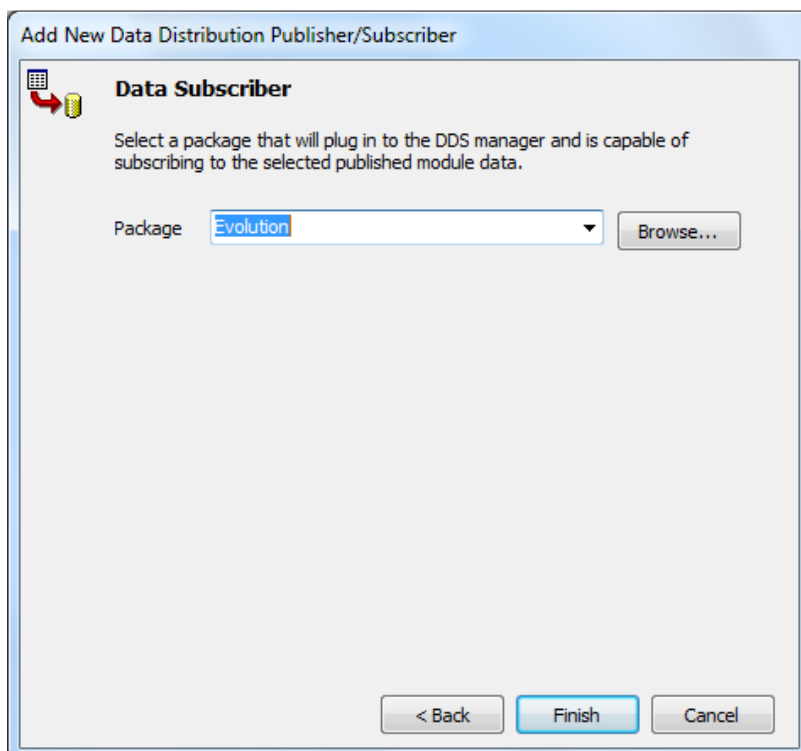 Add New Data Distribution Publisher/Subscriber
Data Subscriber
Select a package that will plug in to the DDS manager and is capable of
subscribing to the selected published module data.
Package Evolution Browse...
< Back Finish Cancel